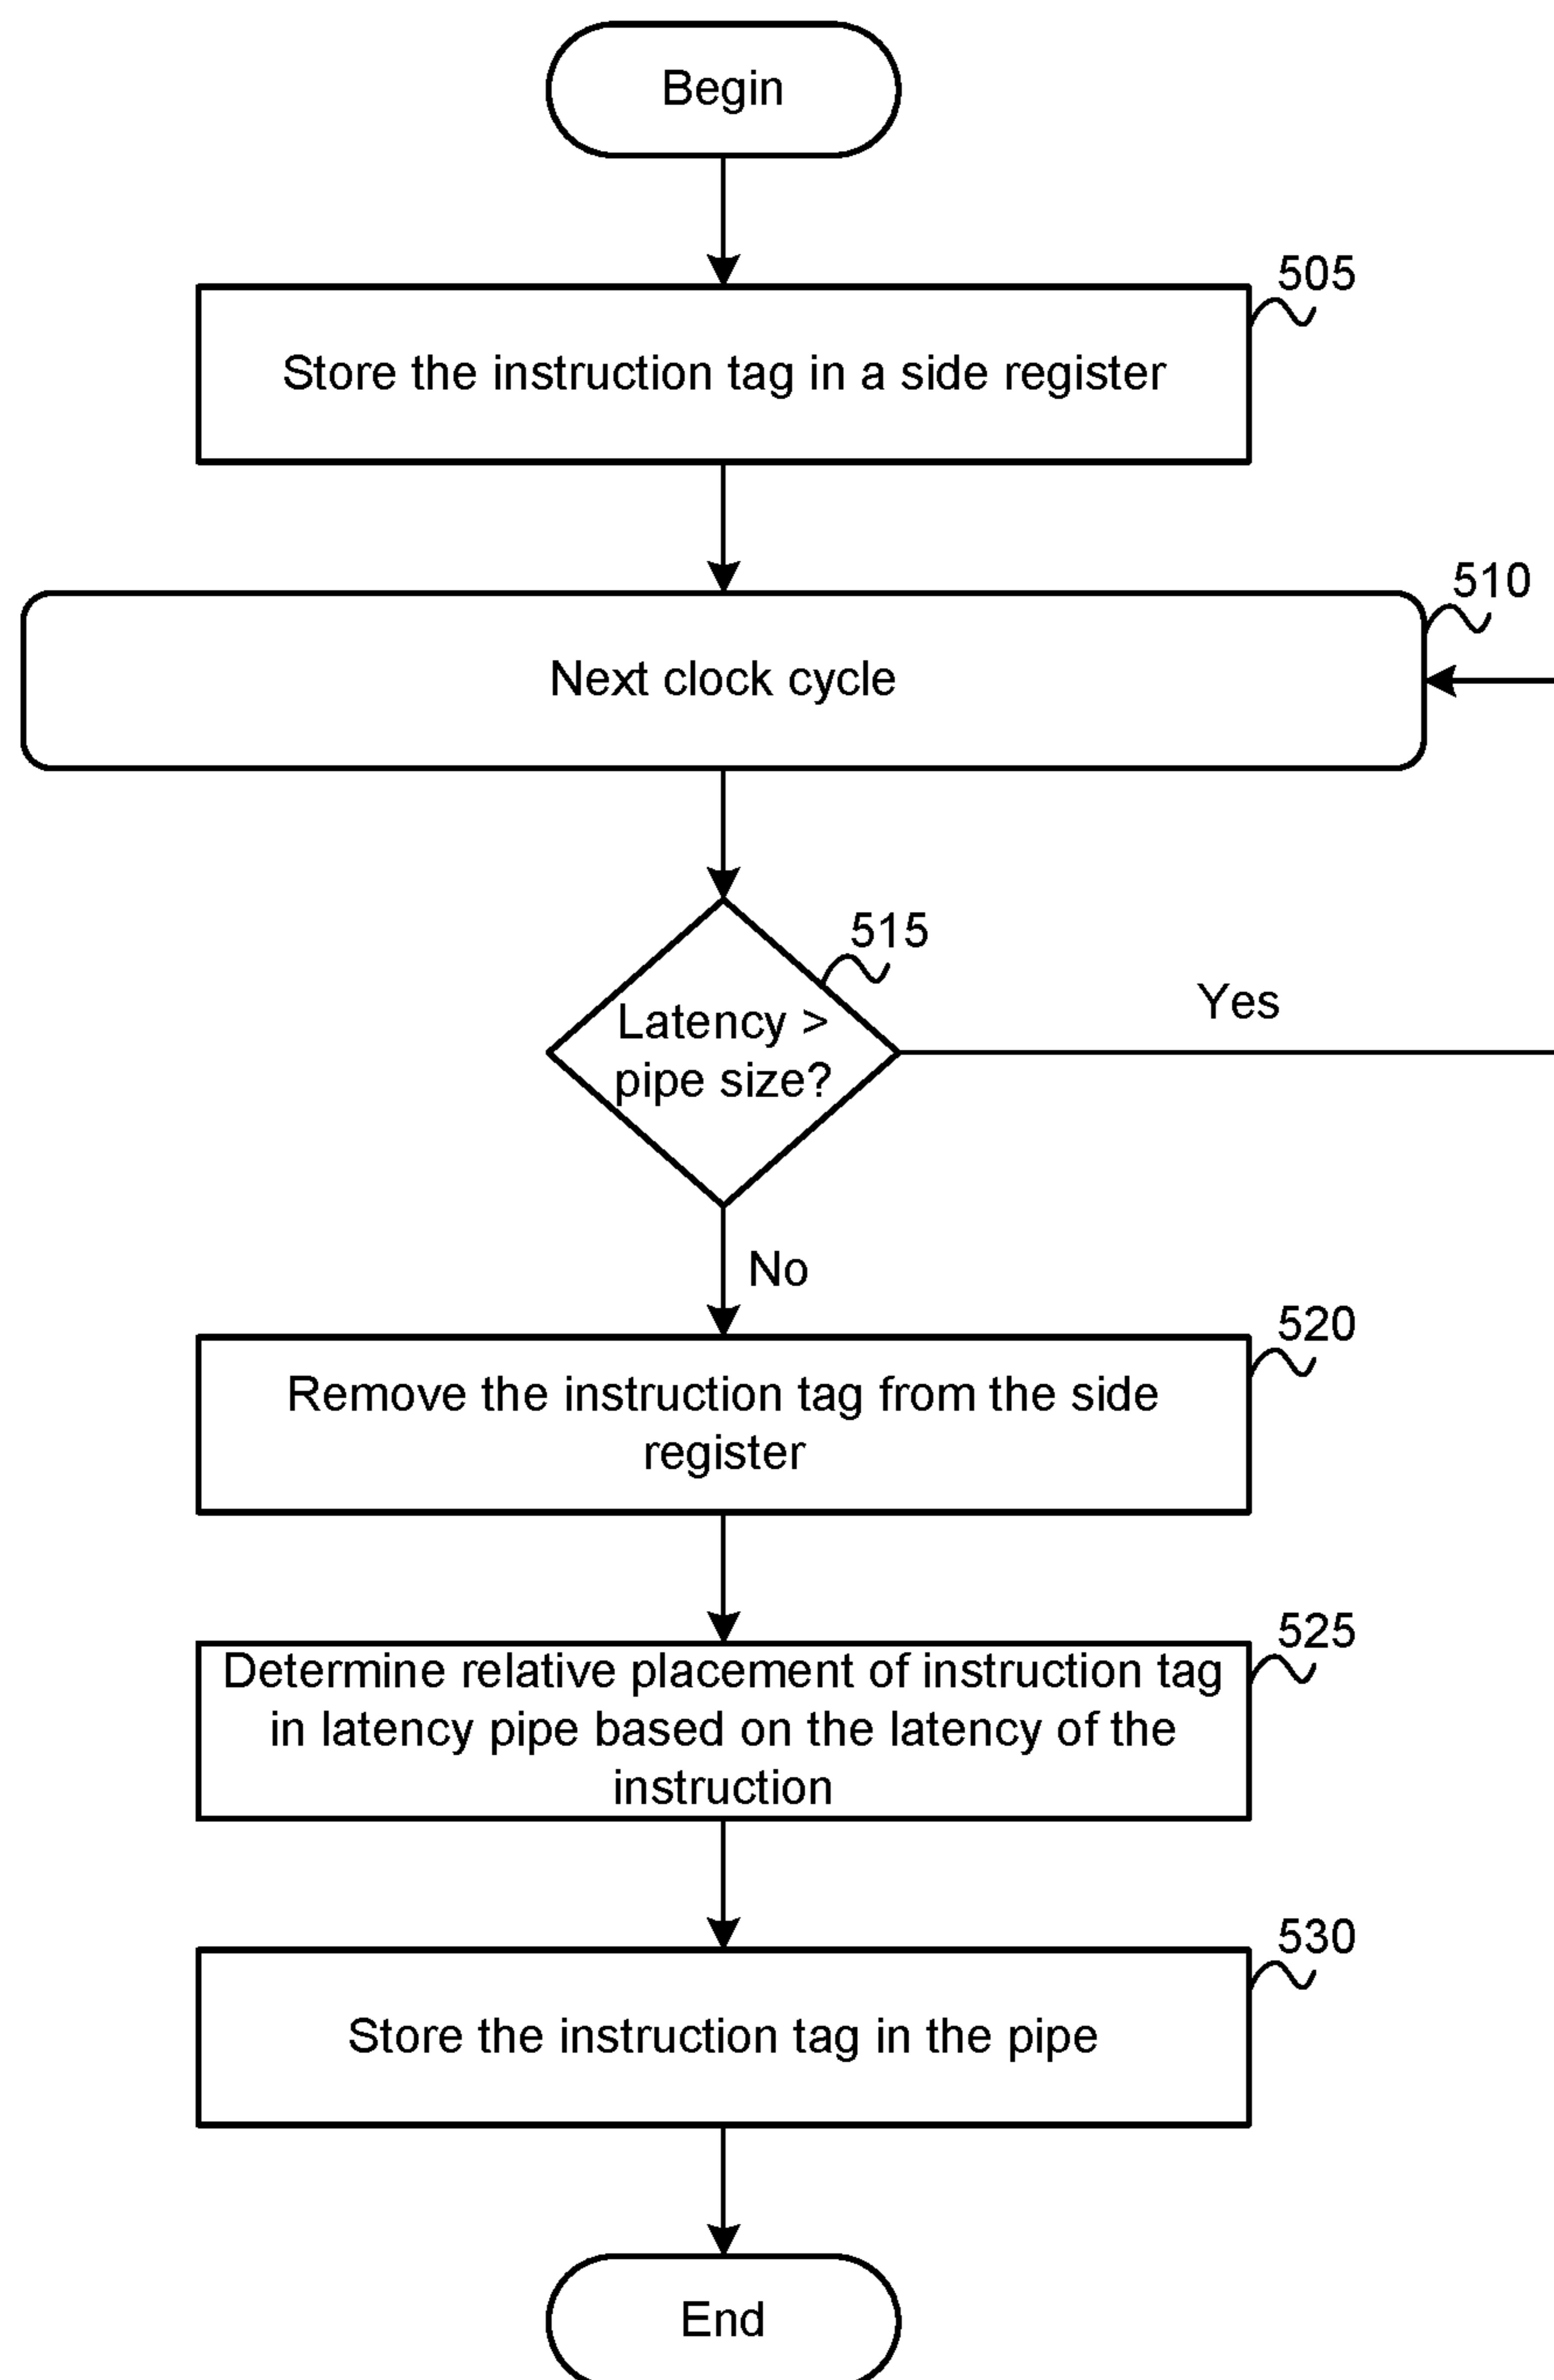 Begin
505
Store the instruction tag in a side register
510
Next clock cycle
515
Latency >
pipe size?
Yes
No
520
Remove the instruction tag from the side
register
525
Determine relative placement of instruction tag
in latency pipe based on the latency of the
instruction
530
Store the instruction tag in the pipe
End